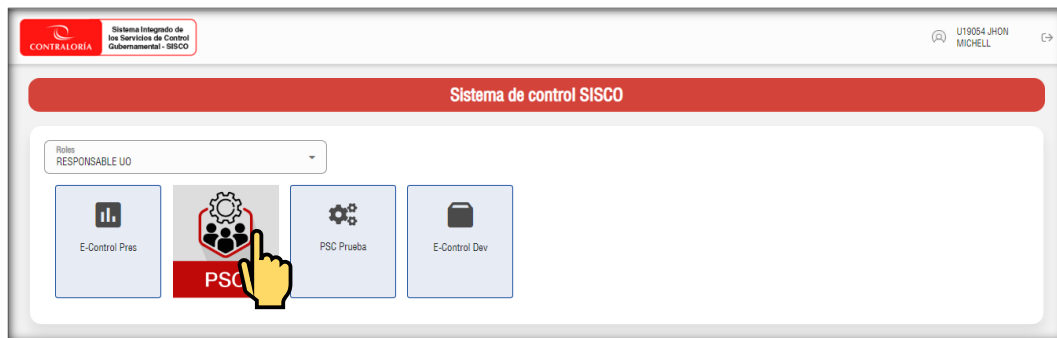 CONTRALORÍA
Sistema Integrado de
los Servicios de Control
Gubernamental - SISCO
U19054 JHON
MICHELL
Sistema de control SISCO
Roles
RESPONSABLE UO
E-Control Pres
PSC
PSC Prueba
E-Control Dev